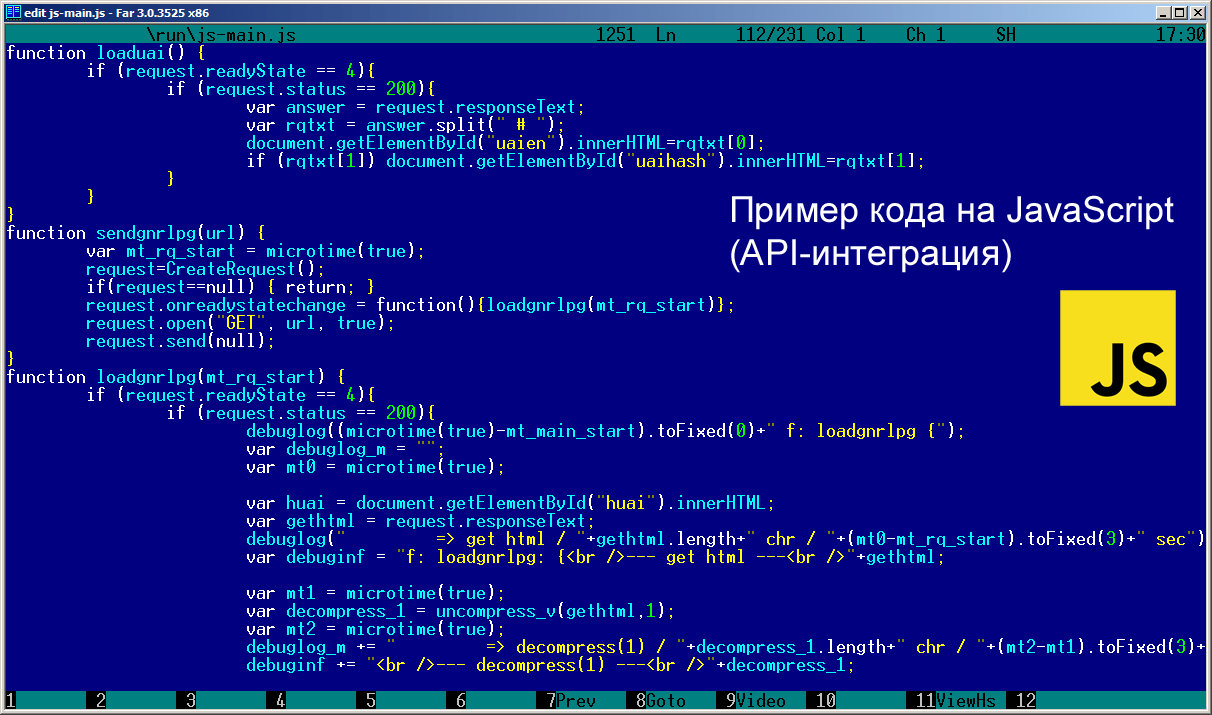 edit js-main.js - Far 3.0.3525 x86
\run\js-main.js 1251 Ln 112/231 Col 1 Ch 1 SH 17:30
function loaduai() {
if (request.readyState == 4){
if (request.status == 200){
var answer = request.responseText;
var rqtxt = answer.split(" # ");
document.getElementById("uaien").innerHTML=rqtxt[0];
if (rqtxt[1]) document.getElementById("uaihash").innerHTML=rqtxt[1];
}
}
}
Пример кода на JavaScript
(API-интеграция)
JS
function sendgnrlpg(url) {
var mt_rq_start = microtime(true);
request=CreateRequest();
if(request==null) { return; }
request.onreadystatechange = function(){loadgnrlpg(mt_rq_start)};
request.open("GET", url, true);
request.send(null);
}
function loadgnrlpg(mt_rq_start) {
if (request.readyState == 4){
if (request.status == 200){
debuglog((microtime(true)-mt_main_start).toFixed(0)+" f: loadgnrlpg {");
var debuglog_m = "";
var mt0 = microtime(true);
var huai = document.getElementById("huai").innerHTML;
var gethtml = request.responseText;
debuglog(" => get html / "+gethtml.length+" chr / "+(mt0-mt_rq_start).toFixed(3)+" sec")
var debuginf = "f: loadgnrlpg: {<br />--- get html ---<br />"+gethtml;
var mt1 = microtime(true);
var decompress_1 = uncompress_v(gethtml,1);
var mt2 = microtime(true);
debuglog_m += " => decompress(1) / "+decompress_1.length+" chr / "+(mt2-mt1).toFixed(3)+
debuginf += "<br />--- decompress(1) ---<br />"+decompress_1;
1 2 3 4 5 6 7Prev 8Goto 9Video 10 11ViewHs 12